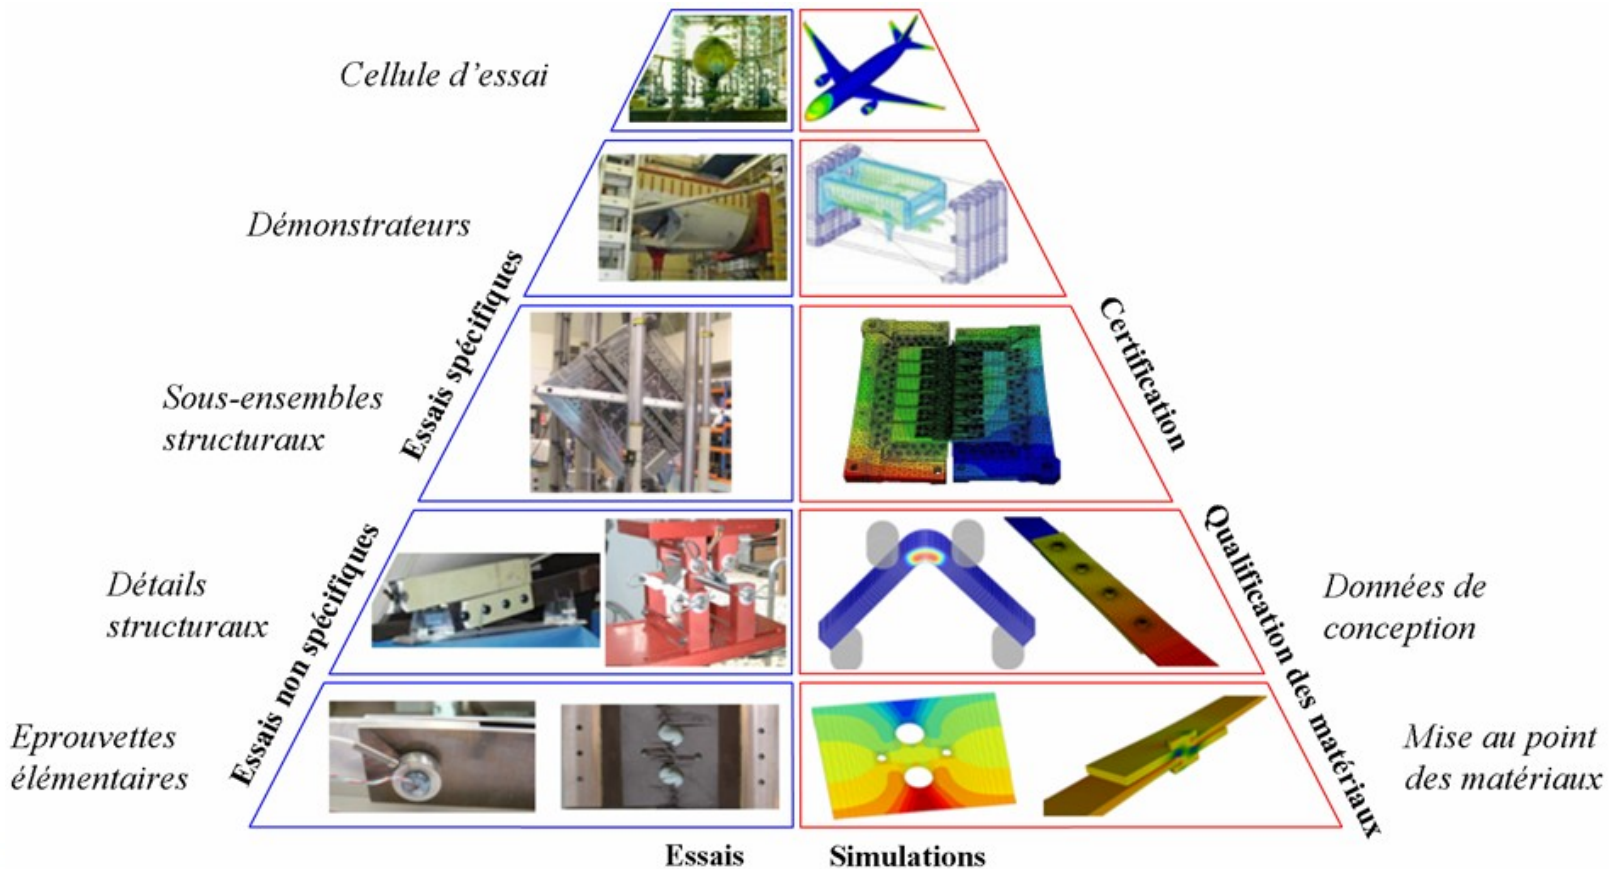 Cellule d'essai
Démonstrateurs
Essais spécifiques
Certification
Sous-ensembles
structuraux
Essais non spécifiques
Qualification des matériaux
Détails
structuraux
Données de
conception
Eprouvettes
élémentaires
Mise au point
des matériaux
Essais
Simulations